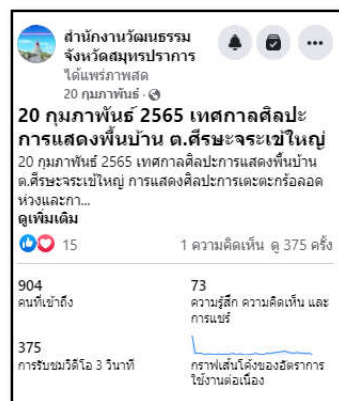 สำนักงานวัฒนธรรม
จังหวัดสมุทรปราการ
ได้แพร่ภาพสด
20 กุมภาพันธ์ ·
20 กุมภาพันธ์ 2565 เทศกาลศิลปะ
การแสดงพื้นบ้าน ต.ศีรษะจระเข้ใหญ่
20 กุมภาพันธ์ 2565 เทศกาลศิลปะการแสดงพื้นบ้าน
ต.ศีรษะจระเข้ใหญ่ การแสดงศิลปะการเตะตะกร้อลอด
ห่วงและกา...
ดูเพิ่มเติม
15
1 ความคิดเห็น ดู 375 ครั้ง
904
คนที่เข้าถึง
73
ความรู้สึก ความคิดเห็น และ
การแชร์
375
การรับชมวิดีโอ 3 วินาที
กราฟเส้นโค้งของอัตราการ
ใช้งานต่อเนื่อง